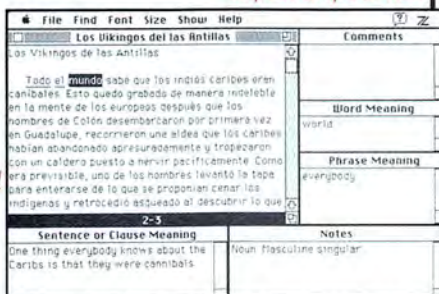 File Find Font Size Show Help
Los Vikingos del las Antillas
Los Vikingos de las Antillas
Todo el mundo sabe que los indios caribes eran
canibales. Esto quedo grabado de manera indeleble
en la mente de los europeos después que los
hombres de Colón desembarcaron por primera vez
en Guadalupe, recorrieron una aldea que los caribes
habían abandonado apresuradamente y tropezaron
con un caldero puesto a hervir pacíficamente. Como
era previsible, uno de los hombres levantó la tapa
para enterarse de lo que se proponían cenar los
indígenas y retrocedió asqueado al descubrir lo que
2-3
Comments
Word Meaning
world
Phrase Meaning
everybody
Sentence or Clause Meaning
One thing everybody knows about the
Caribs is that they were cannibals
Notes
Noun Masculine singular